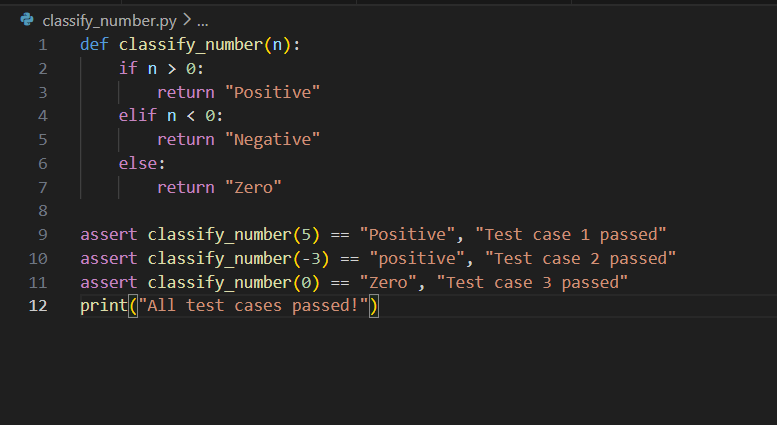 classify_number.py > ...
1 def classify_number(n):
2     if n > 0:
3         return "Positive"
4     elif n < 0:
5         return "Negative"
6     else:
7         return "Zero"
8
9 assert classify_number(5) == "Positive", "Test case 1 passed"
10 assert classify_number(-3) == "positive", "Test case 2 passed"
11 assert classify_number(0) == "Zero", "Test case 3 passed"
12 print("All test cases passed!")